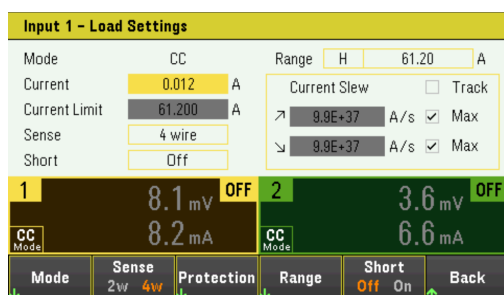 Input 1 – Load Settings
Mode CC Range H 61.20 A
Current 0.012 A Current Slew Track
Current Limit 61.200 A 9.9E+37 A/s Max
Sense 4 wire 9.9E+37 A/s Max
Short Off
1 8.1 mV OFF 2 3.6 mV OFF
CC Mode 8.2 mA CC Mode 6.6 mA
Mode Sense 2w 4w Protection Range Short Off On Back